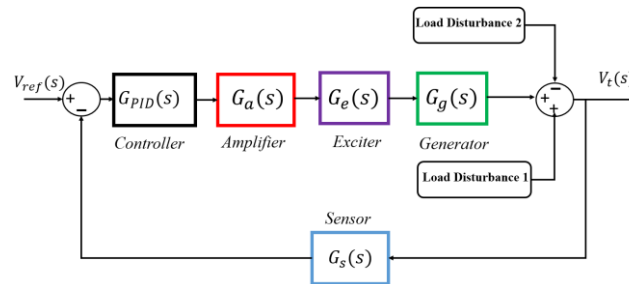 Load Disturbance 2
V_ref(s)
V_t(s)
+
−
G_PID(s)
G_a(s)
G_e(s)
G_g(s)
−
+
+
Controller
Amplifier
Exciter
Generator
Load Disturbance 1
Sensor
G_s(s)